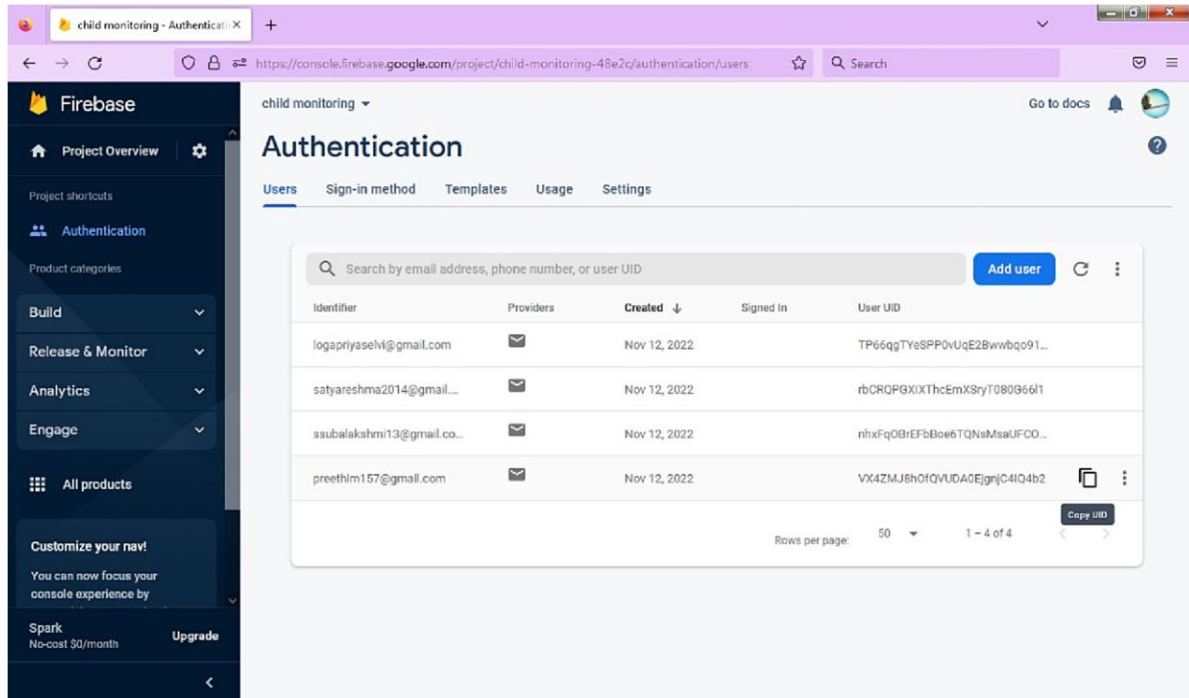 child monitoring - Authenticati
https://console.firebase.google.com/project/child-monitoring-48e2c/authentication/users
Search
Firebase
child monitoring
Go to docs
Project Overview
Authentication
Users Sign-in method Templates Usage Settings
Project shortcuts
Authentication
Product categories
Build
Release & Monitor
Analytics
Engage
All products
Customize your nav!
You can now focus your
console experience by
Spark
No-cost $0/month
Upgrade
Search by email address, phone number, or user UID
Add user
Identifier Providers Created Signed In User UID
logapriyaselvi@gmail.com Nov 12, 2022 TP66qgTYe8PP0vUqE2Bwwbqo91...
satyareshma2014@gmail.... Nov 12, 2022 rbCRQPGXIXThcEmXSryT080G66l1
ssubalakshmi13@gmail.co... Nov 12, 2022 nhxFqOBrEFbBoe6TQNsMsaUFCO...
preethim157@gmail.com Nov 12, 2022 VX4ZMJ8hOfQVUDA0EjgnjC4IQ4b2
Copy UID
Rows per page: 50 1 – 4 of 4